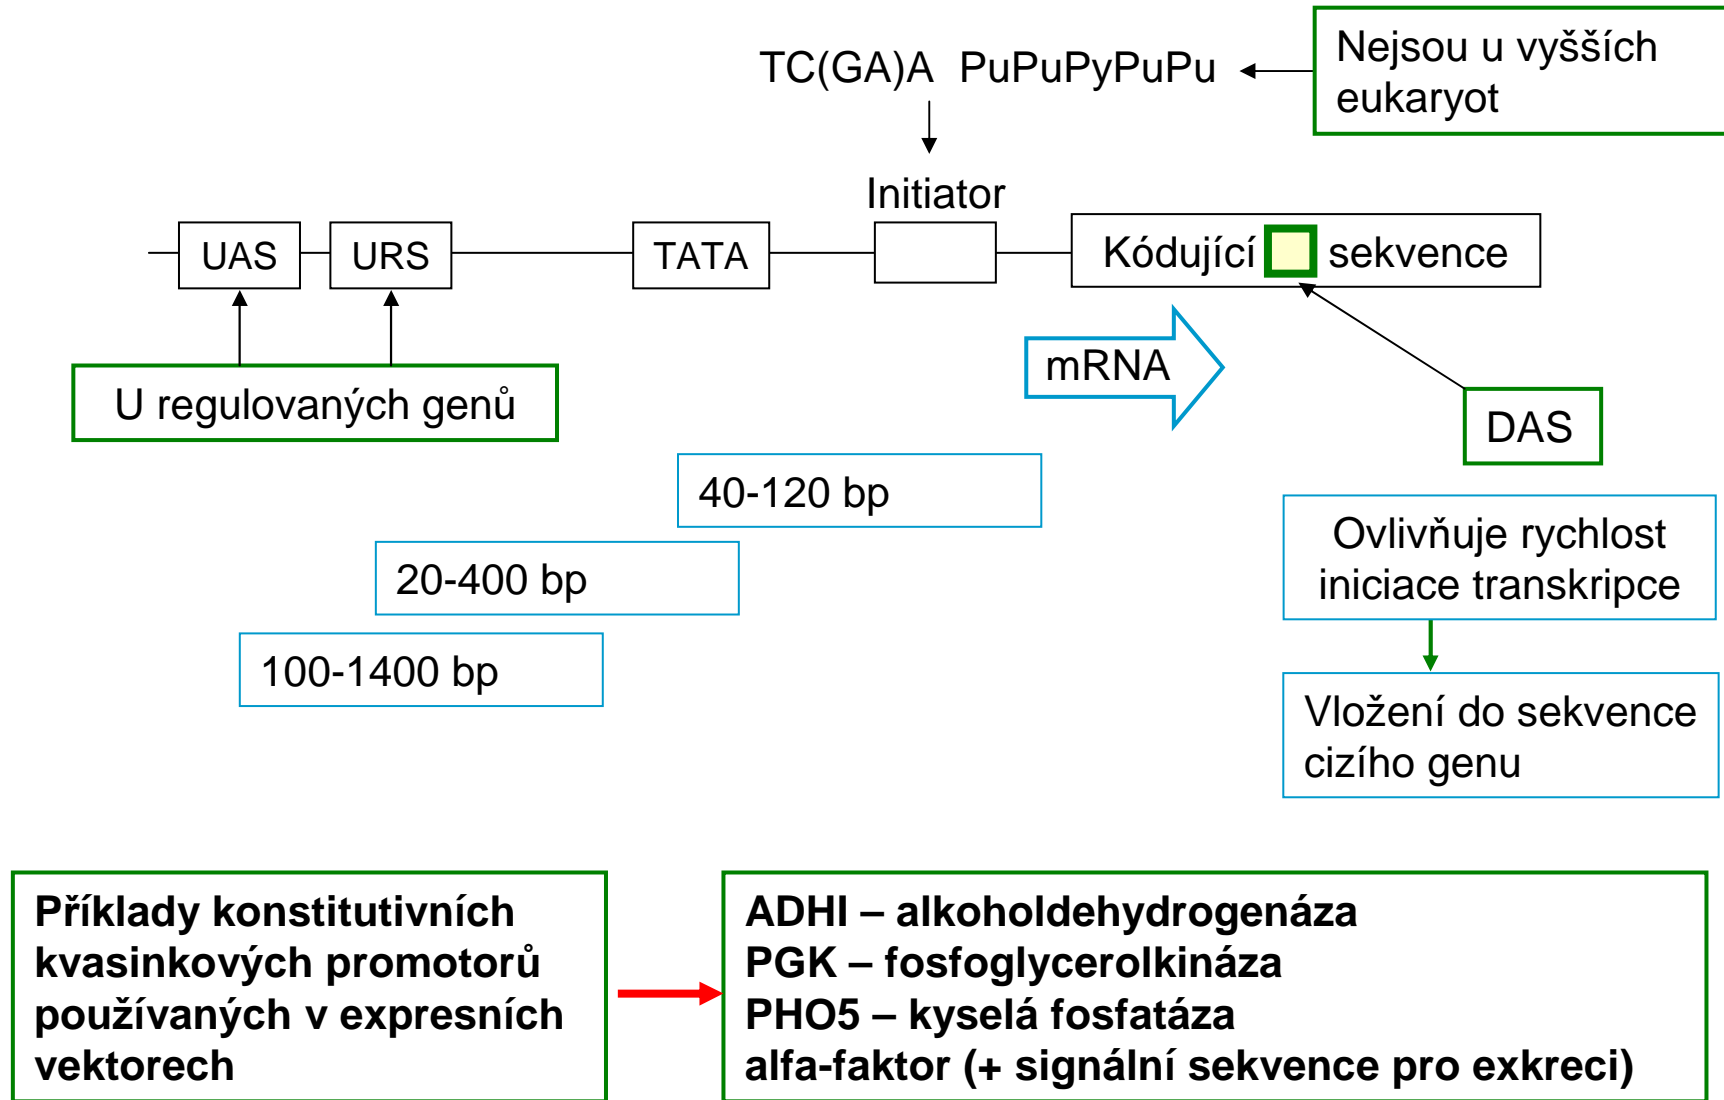 TC(GA)A PuPuPyPuPu
Nejsou u vyšších
eukaryot
Initiator
UAS
URS
TATA
Kódující sekvence
mRNA
U regulovaných genů
DAS
40-120 bp
20-400 bp
100-1400 bp
Ovlivňuje rychlost
iniciace transkripce
Vložení do sekvence
cizího genu
Příklady konstitutivních
kvasinkových promotorů
používaných v expresních
vektorech
ADHI – alkoholdehydrogenáza
PGK – fosfoglycerolkináza
PHO5 – kyselá fosfatáza
alfa-faktor (+ signální sekvence pro exkreci)